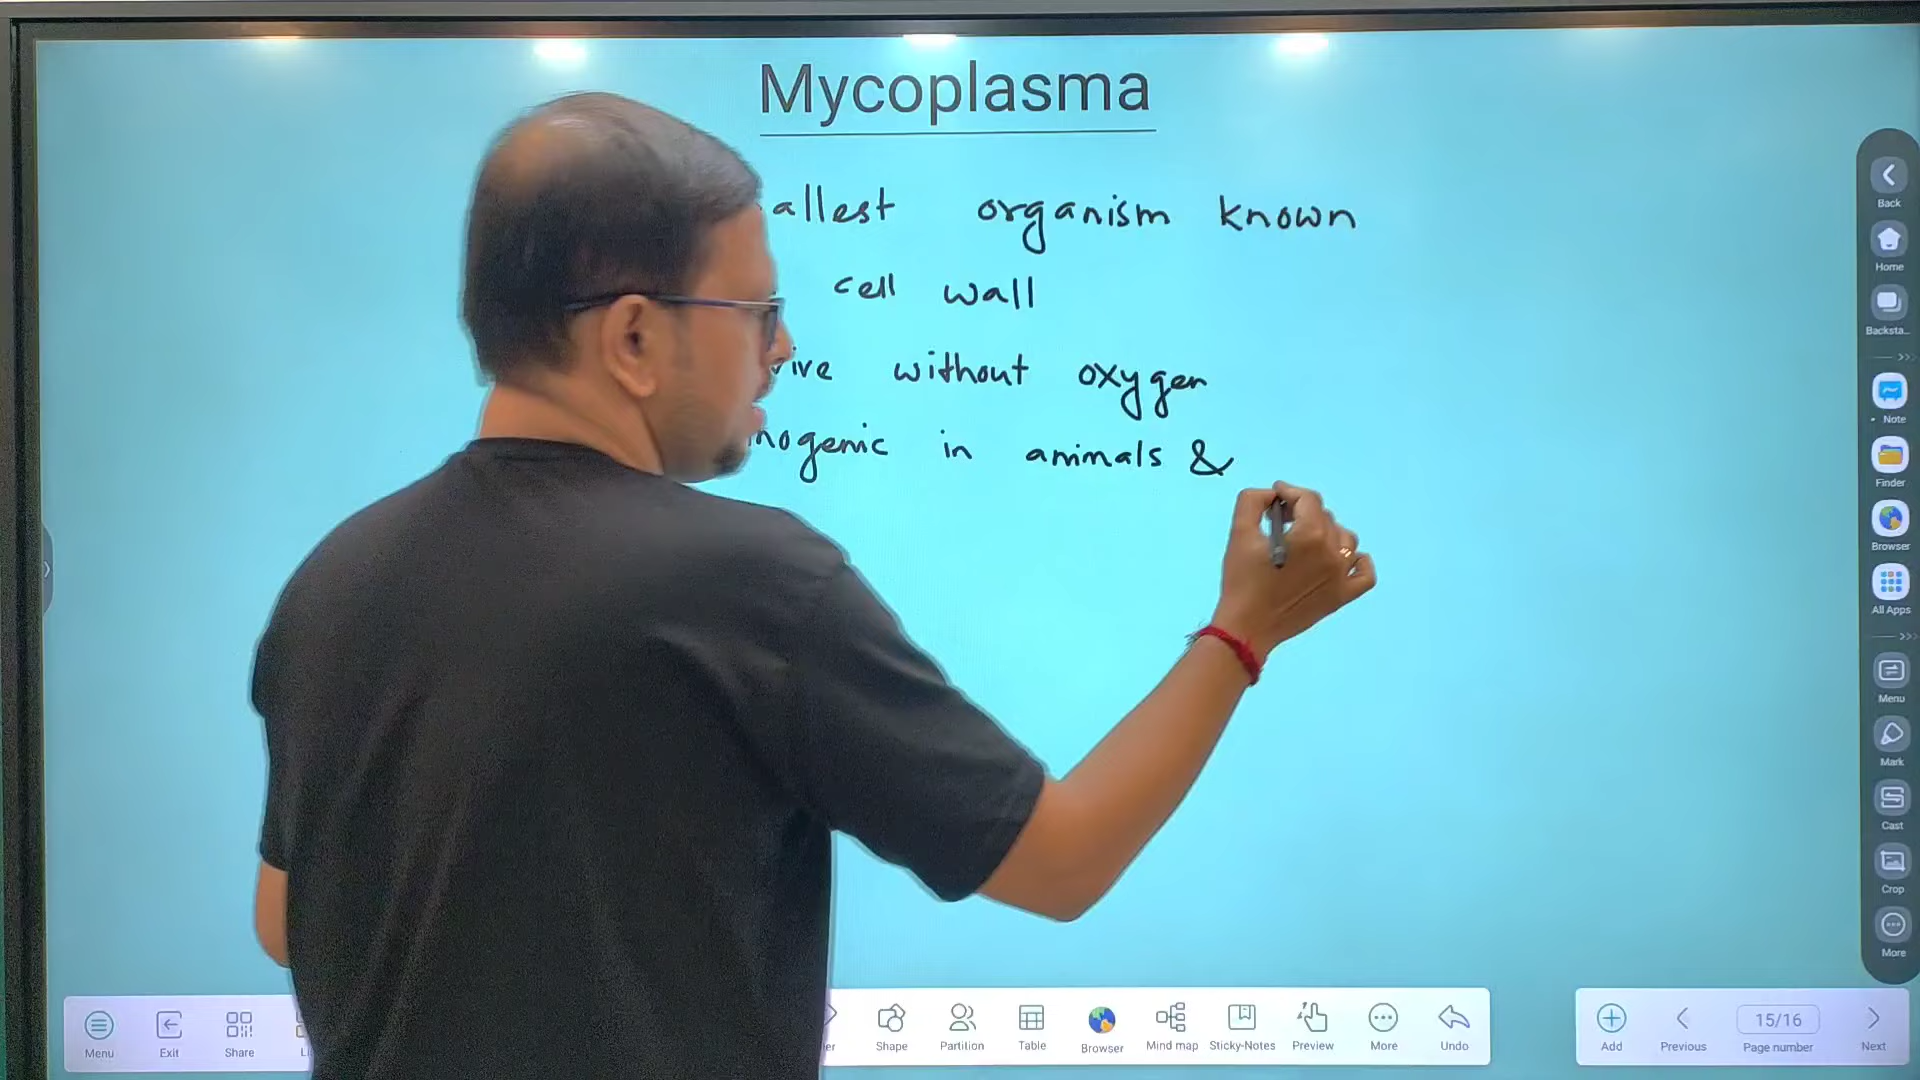 Mycoplasma
allest organism known
cell wall
without oxygen
in animals &
Back
Home
Backsta...
Note
Finder
Browser
All Apps
Menu
Mark
Cast
Crop
More
Menu
Exit
Share
Shape
Partition
Table
Browser
Mind map
Sticky-Notes
Preview
More
Undo
Add
Previous
15/16
Page number
Next